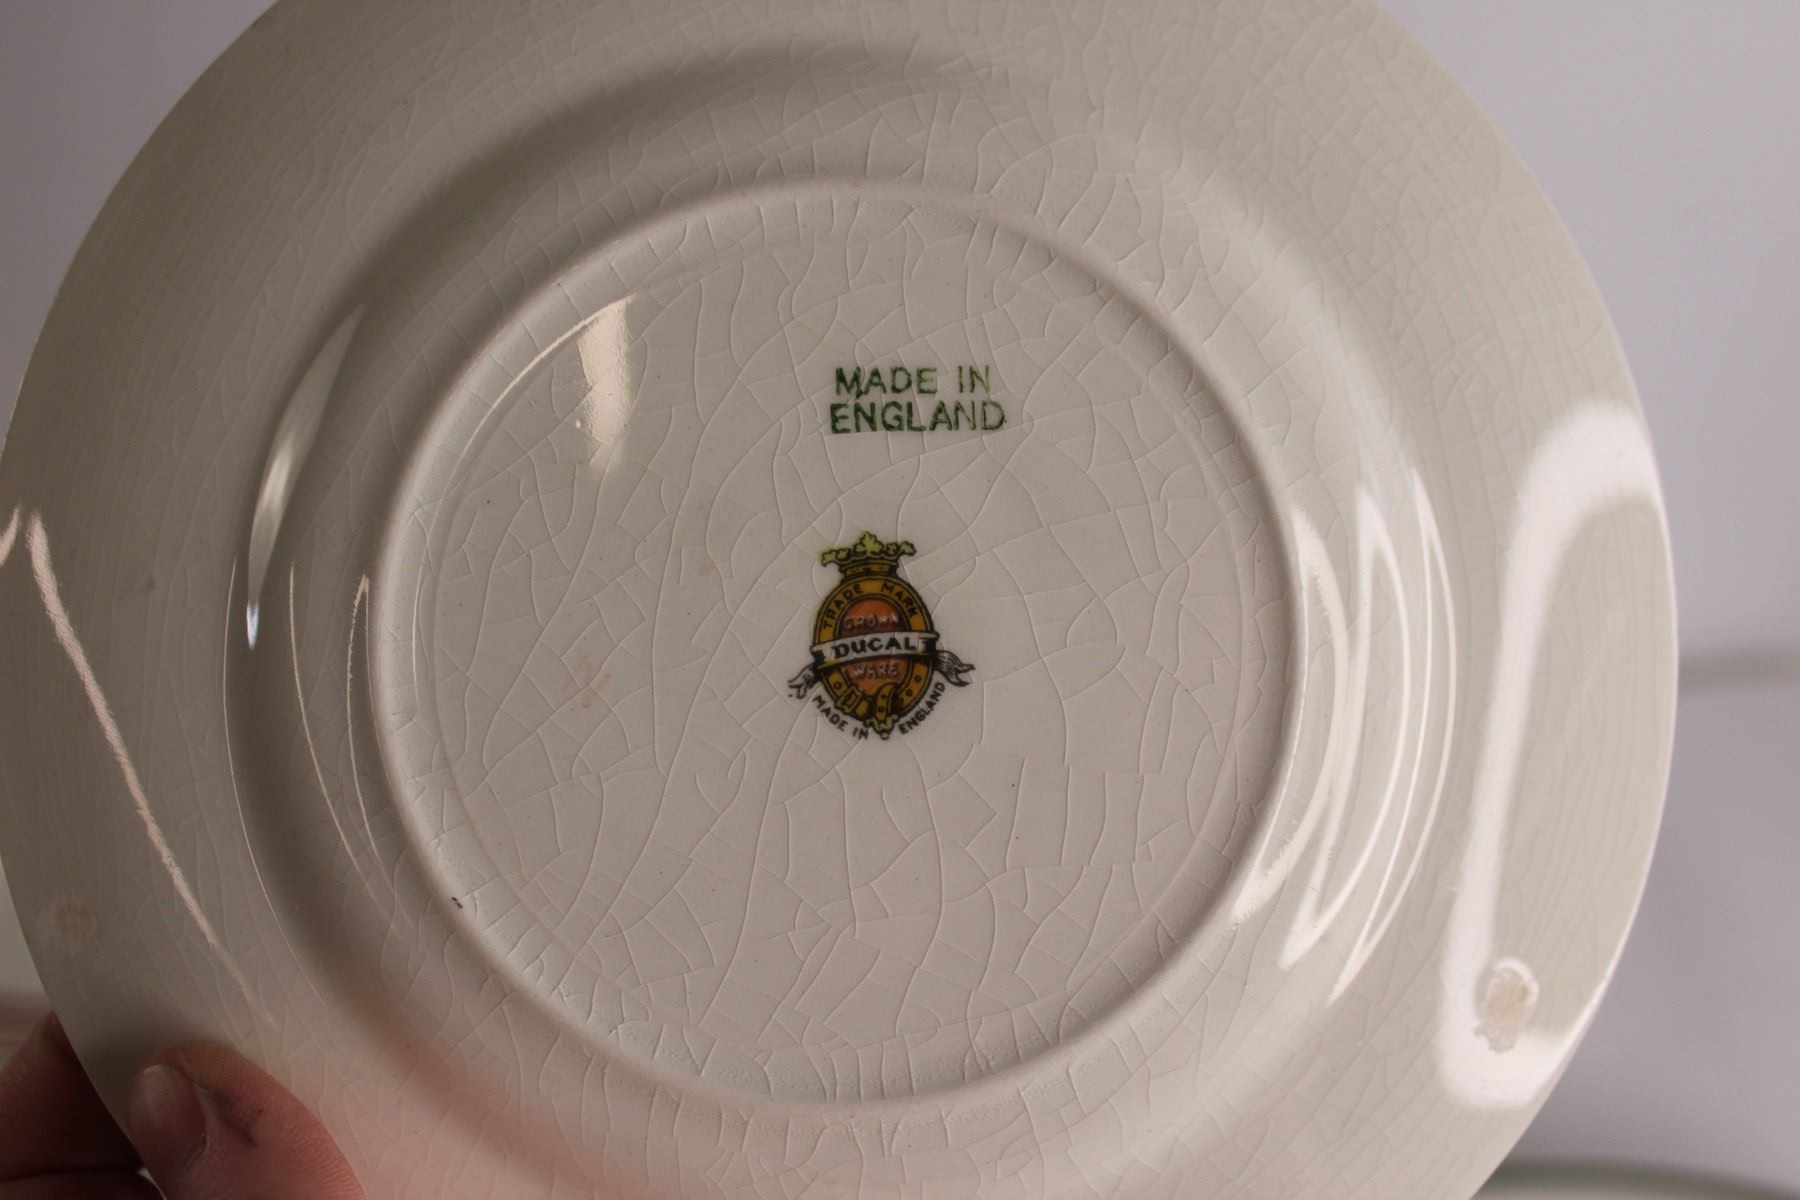 MADE IN
ENGLAND
TRADE MARK
CROWN
DUCAL
WARE
MADE IN ENGLAND